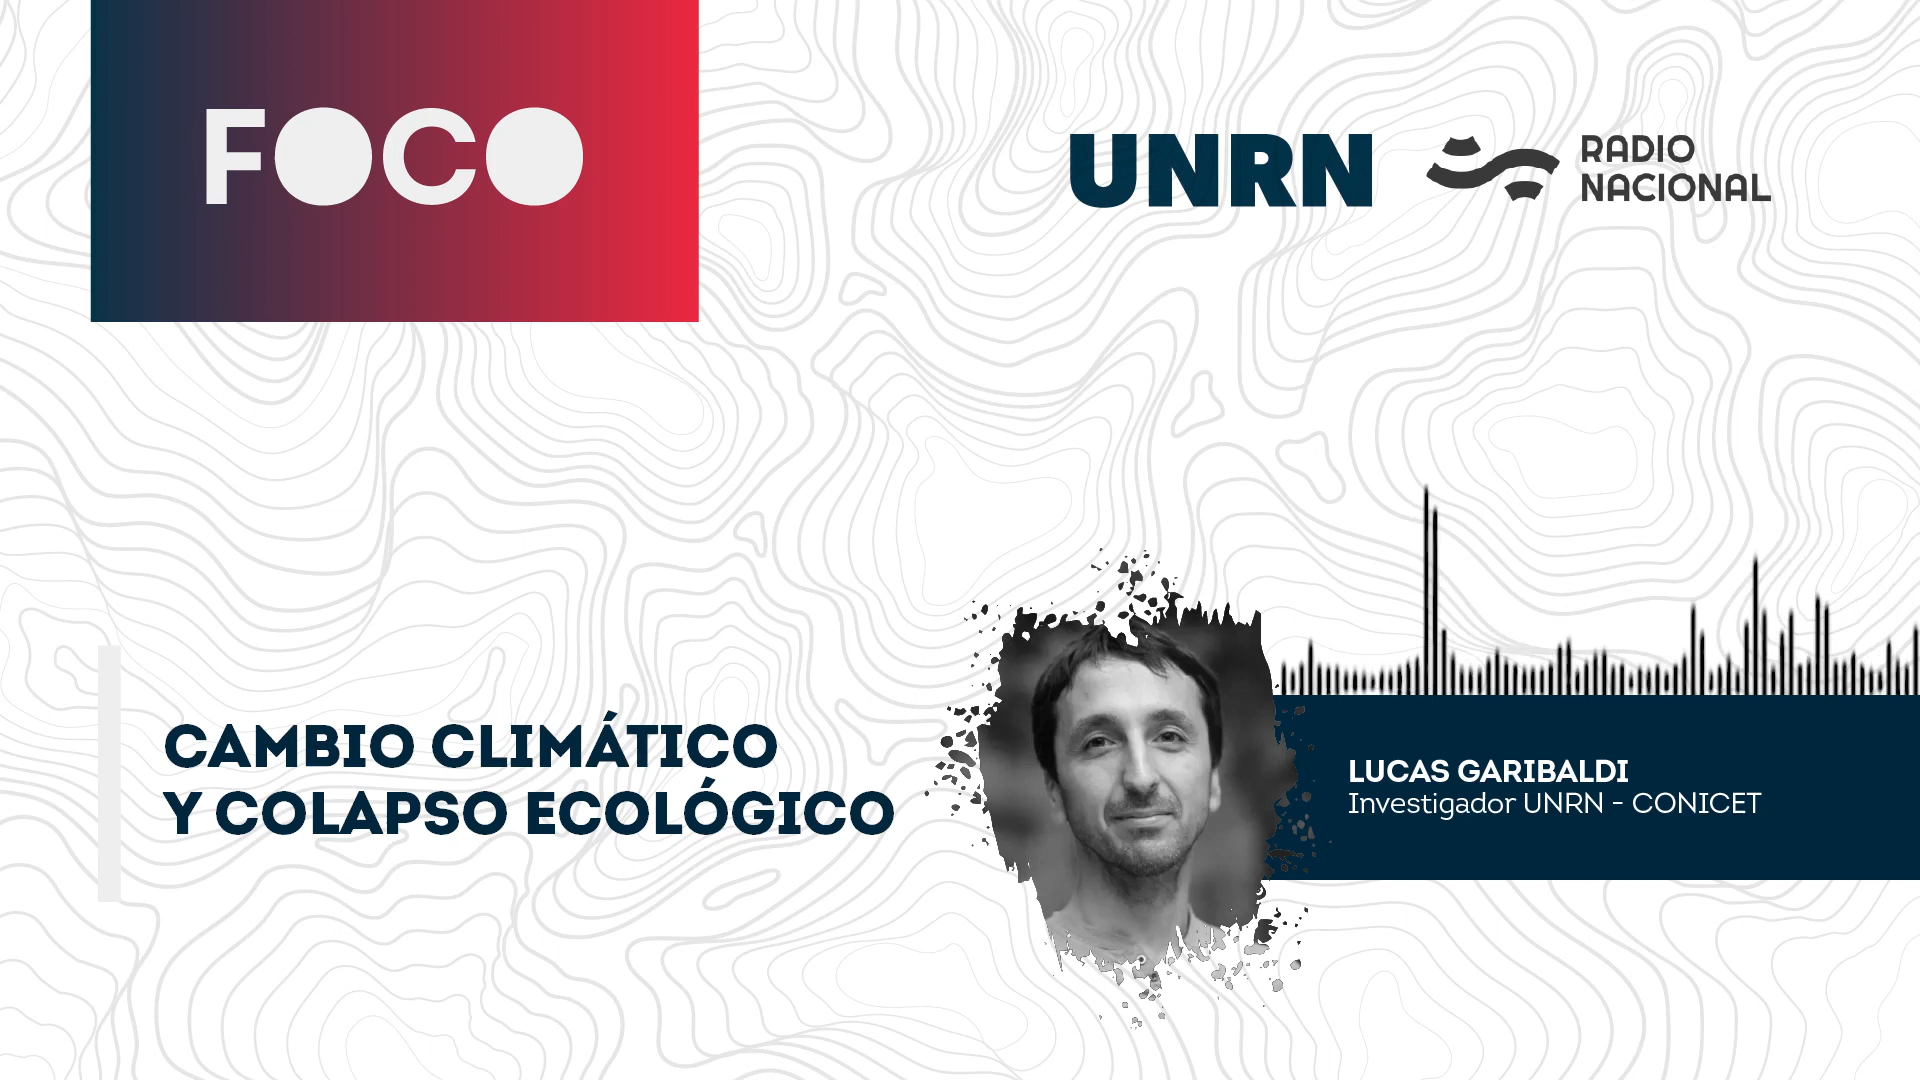 FOCO
UNRN
RADIO
NACIONAL
CAMBIO CLIMÁTICO
Y COLAPSO ECOLÓGICO
LUCAS GARIBALDI
Investigador UNRN - CONICET